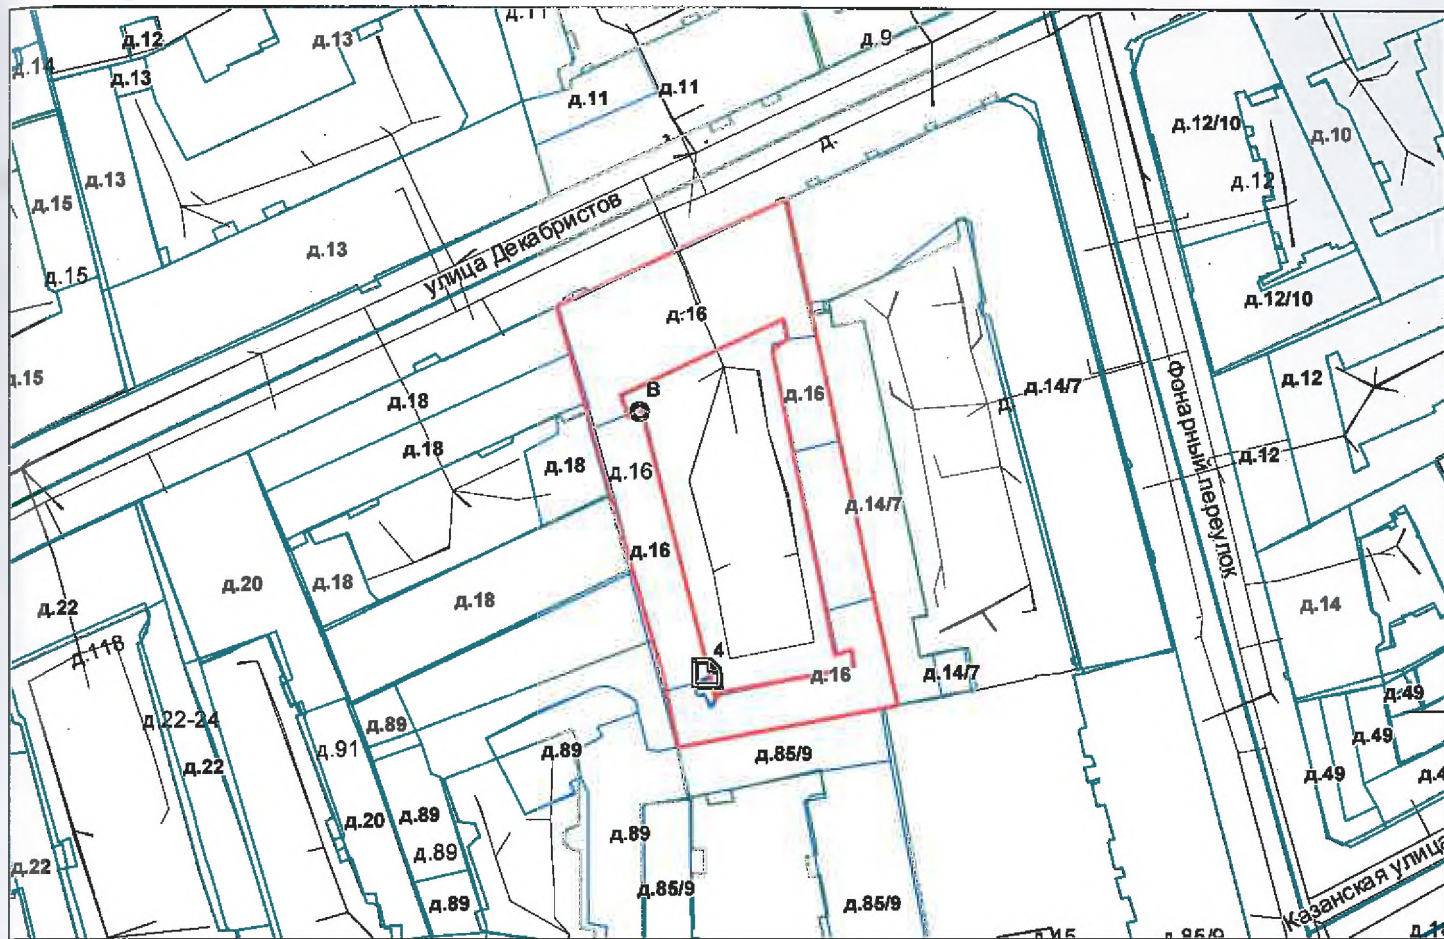 д.11
д.12
д.13
д.9
д.14
д.13
д.11
д.11
д.12/10
д.10
д.
д.13
д.12
д.15
улица Декабристов
д.13
д.15
д.12/10
д.16
д.15
д.14/7
д.12
д.16
В
д.18
д.
Фонарный переулок
д.18
д.18
д.16
д.12
д.14/7
д.16
д.20
д.18
д.18
д.22
д.14
д.118
4
д.16
д.14/7
д.49
д.22-24
д.89
д.91
д.89
д.85/9
д.49
д.22
д.49
д.20
д.89
д.89
д.89
д.22
д.85/9
д.89
д.85/9
Казанская улица